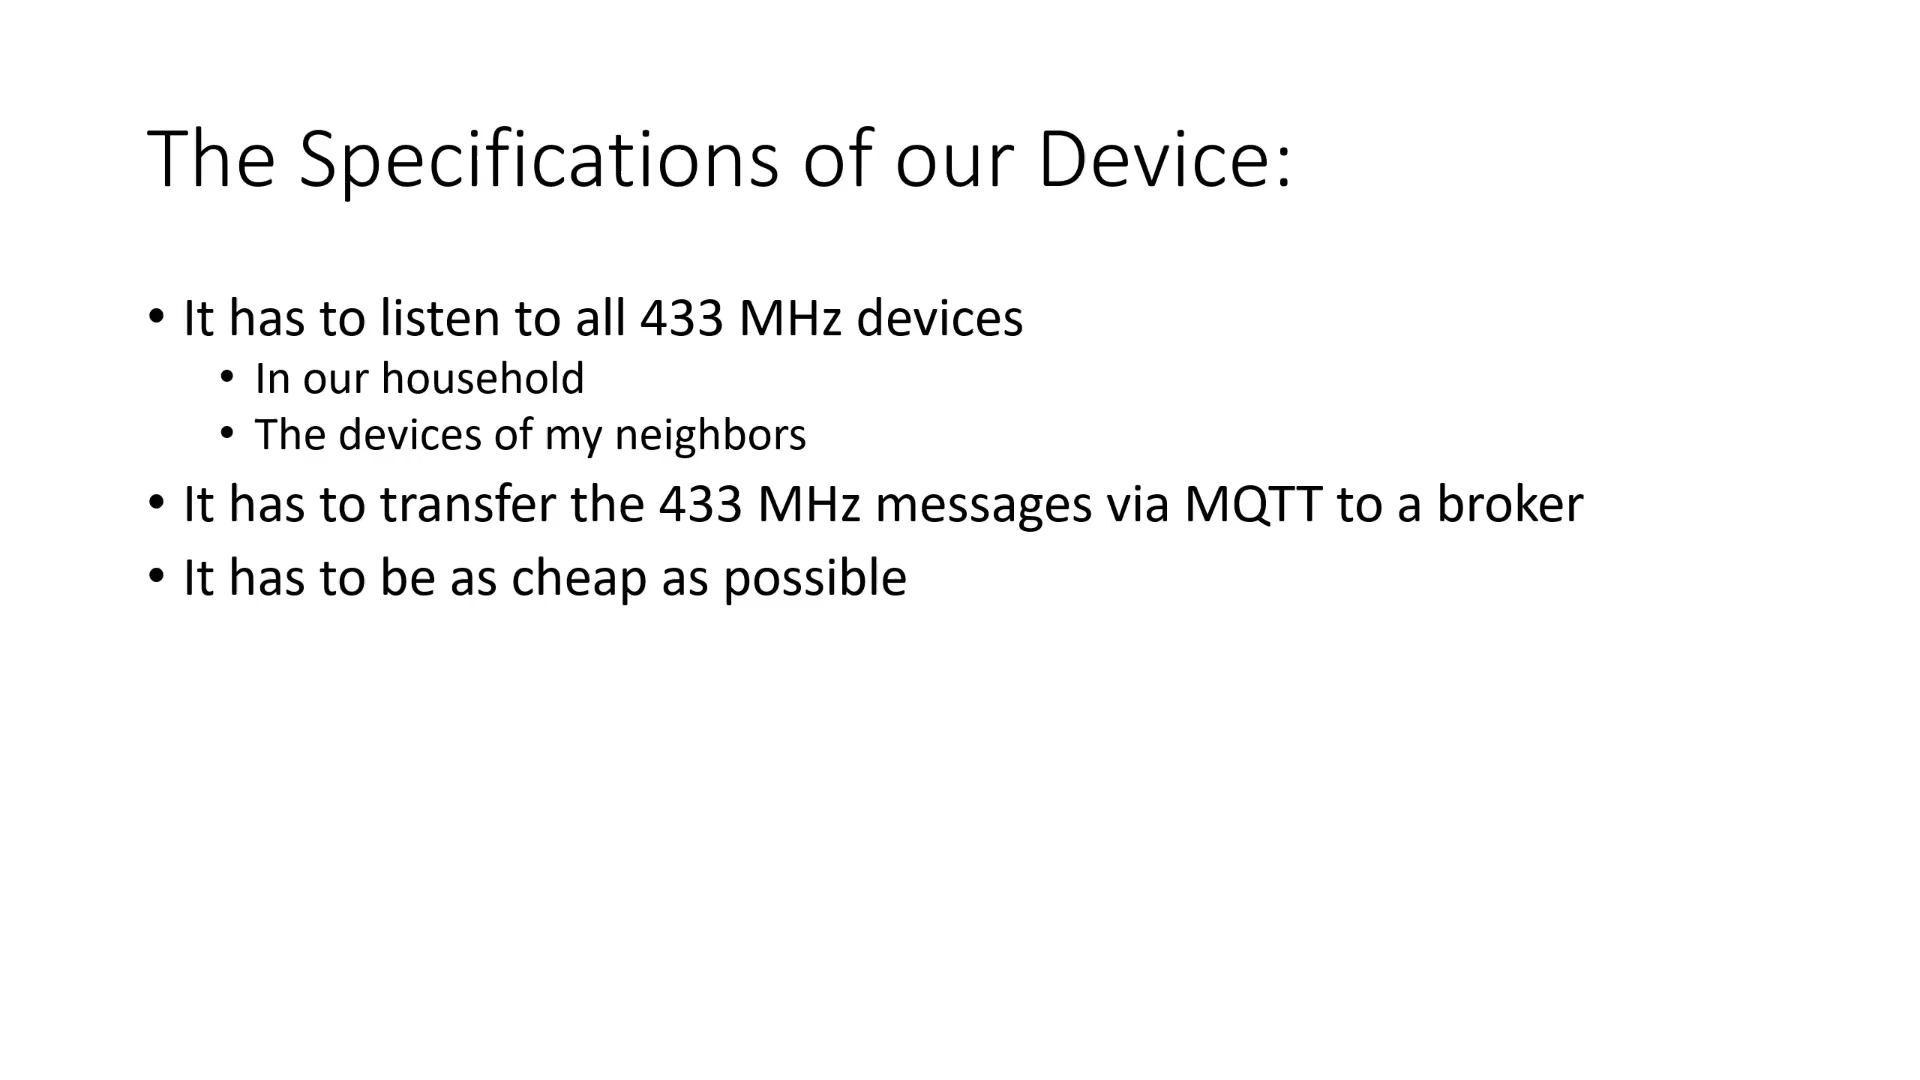 The Specifications of our Device:
• It has to listen to all 433 MHz devices
• In our household
• The devices of my neighbors
• It has to transfer the 433 MHz messages via MQTT to a broker
• It has to be as cheap as possible